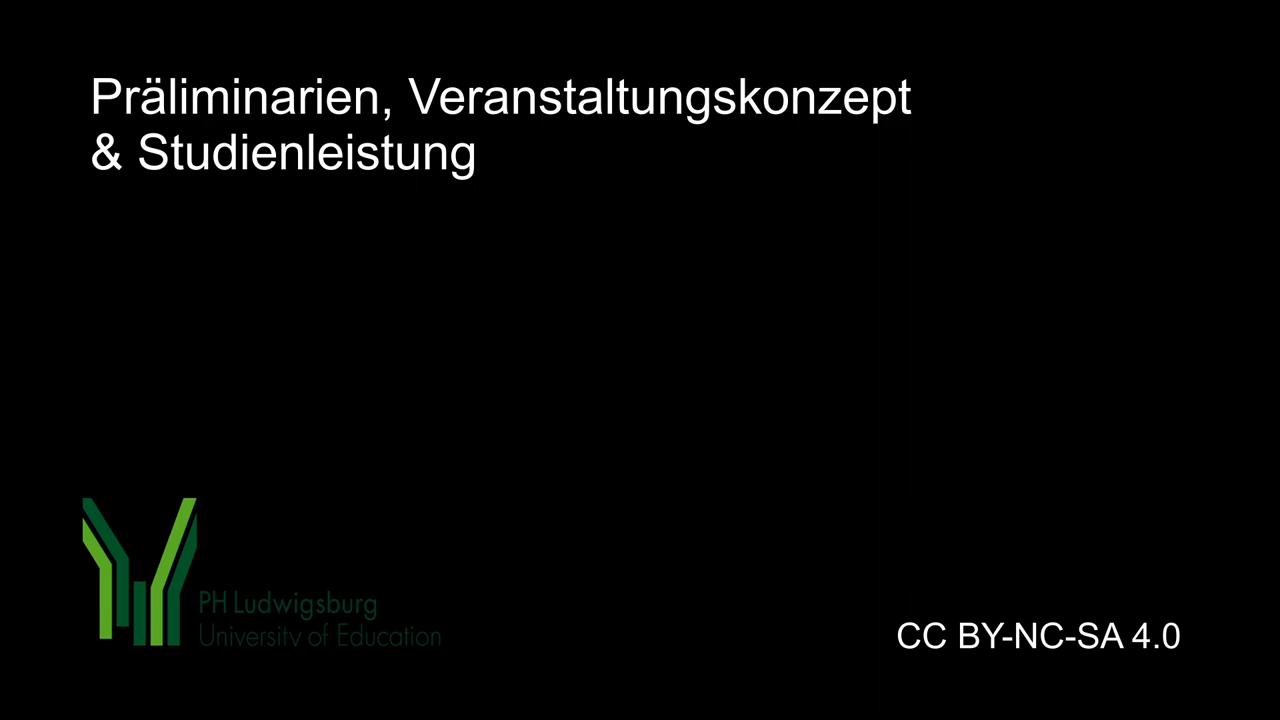 Präliminarien, Veranstaltungskonzept
& Studienleistung
PH Ludwigsburg
University of Education
CC BY-NC-SA 4.0